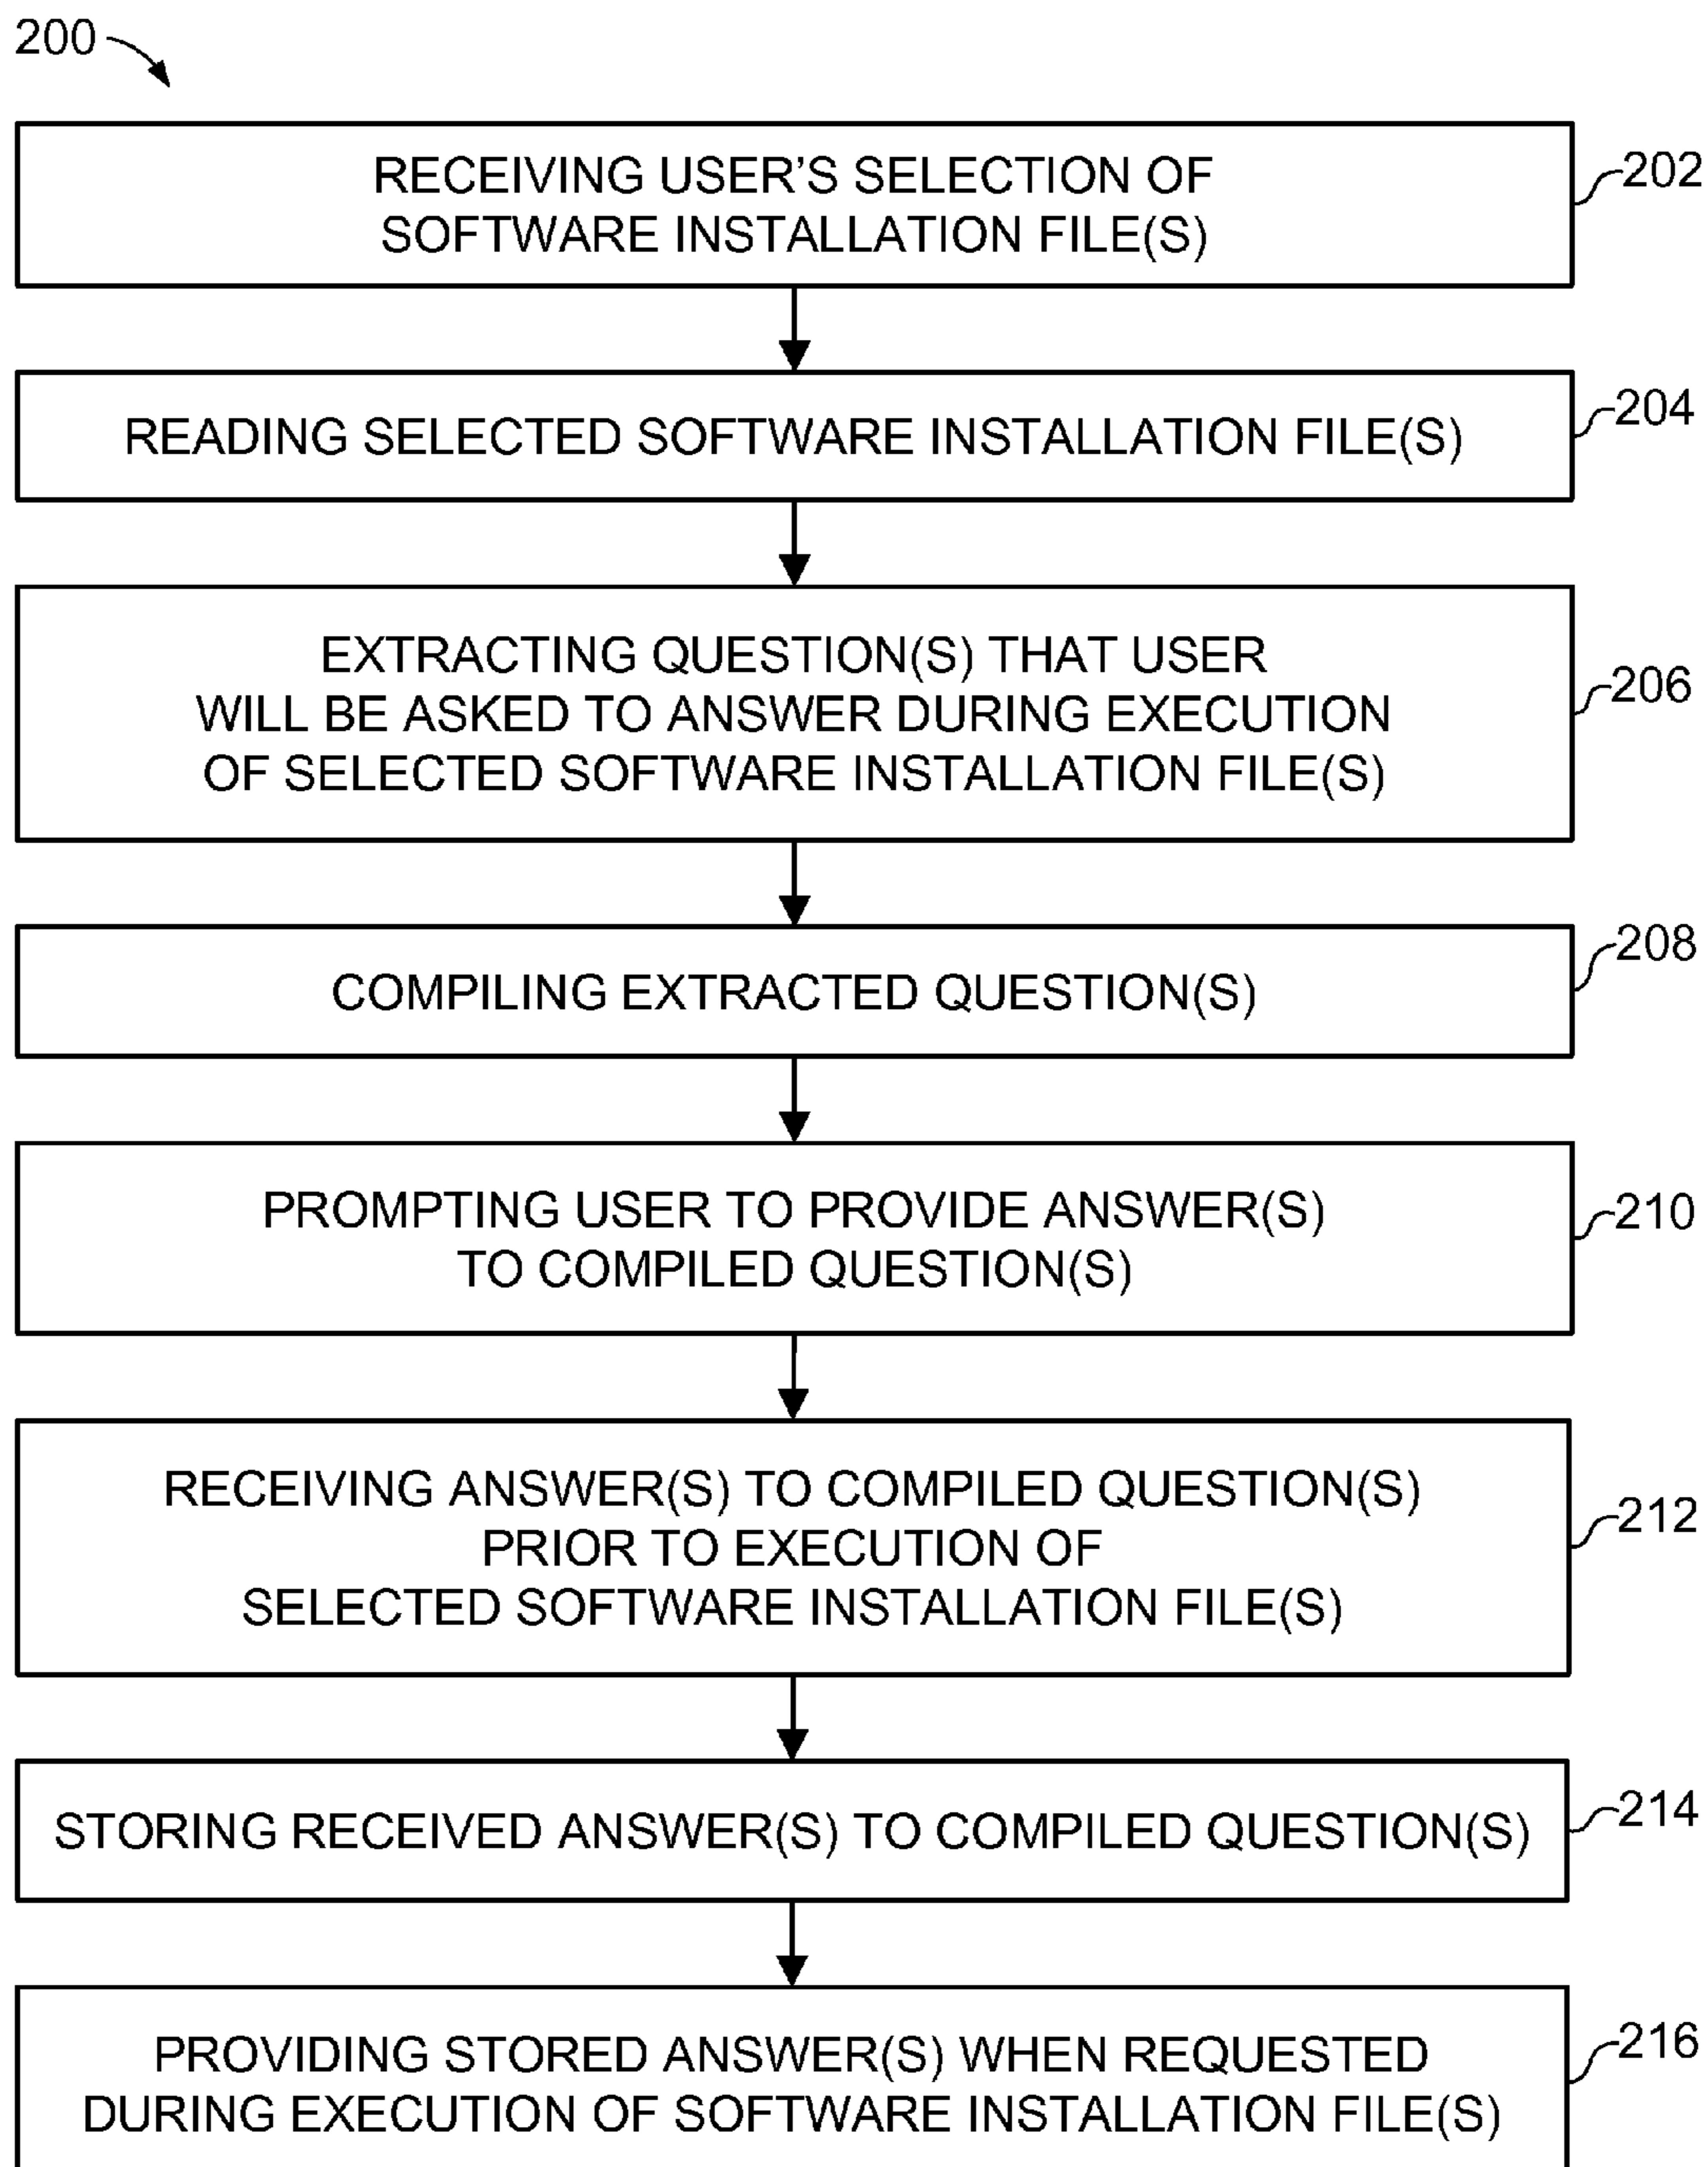 200
RECEIVING USER'S SELECTION OF
SOFTWARE INSTALLATION FILE(S)
202
READING SELECTED SOFTWARE INSTALLATION FILE(S)
204
EXTRACTING QUESTION(S) THAT USER
WILL BE ASKED TO ANSWER DURING EXECUTION
OF SELECTED SOFTWARE INSTALLATION FILE(S)
206
COMPILING EXTRACTED QUESTION(S)
208
PROMPTING USER TO PROVIDE ANSWER(S)
TO COMPILED QUESTION(S)
210
RECEIVING ANSWER(S) TO COMPILED QUESTION(S)
PRIOR TO EXECUTION OF
SELECTED SOFTWARE INSTALLATION FILE(S)
212
STORING RECEIVED ANSWER(S) TO COMPILED QUESTION(S)
214
PROVIDING STORED ANSWER(S) WHEN REQUESTED
DURING EXECUTION OF SOFTWARE INSTALLATION FILE(S)
216